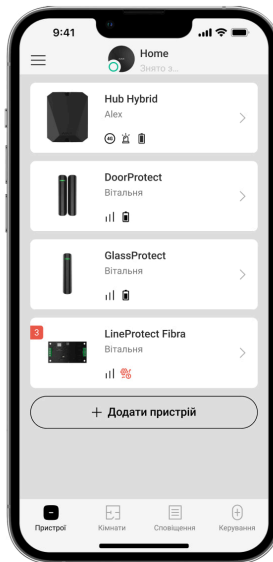 9:41
Home
Знято з...
Hub Hybrid
Alex
4G
DoorProtect
Вітальня
GlassProtect
Вітальня
3
LineProtect Fibra
Вітальня
+ Додати пристрій
Пристрої
Кімнати
Сповіщення
Керування